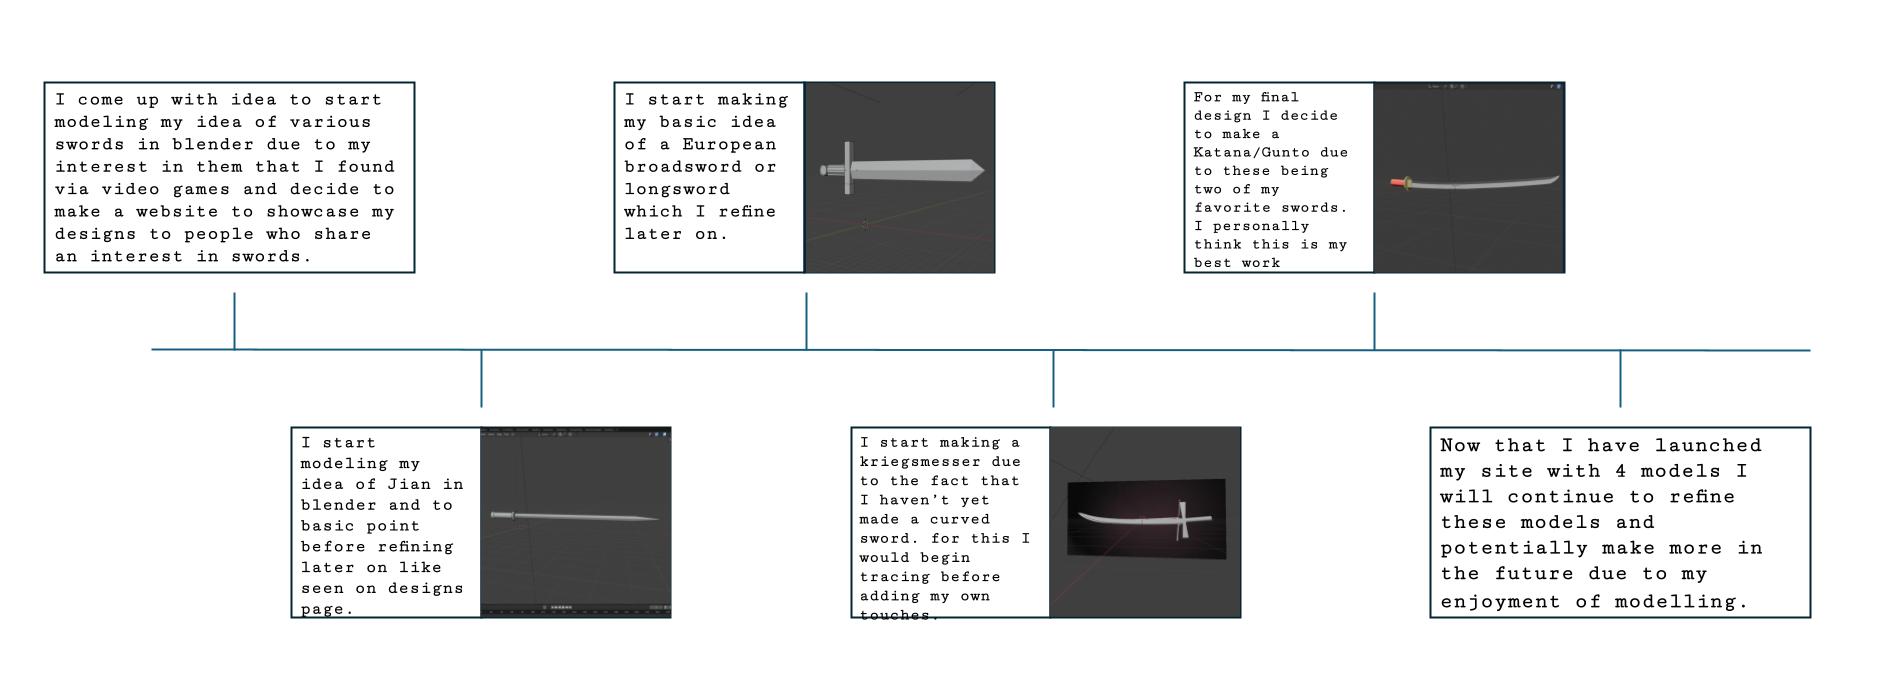 I come up with idea to start
modeling my idea of various
swords in blender due to my
interest in them that I found
via video games and decide to
make a website to showcase my
designs to people who share
an interest in swords.
I start
modeling my
idea of Jian in
blender and to
basic point
before refining
later on like
seen on designs
page.
I start making
my basic idea
of a European
broadsword or
longsword
which I refine
later on.
I start making a
kriegsmesser due
to the fact that
I haven't yet
made a curved
sword. for this I
would begin
tracing before
adding my own
touches.
For my final
design I decide
to make a
Katana/Gunto due
to these being
two of my
favorite swords.
I personally
think this is my
best work
Now that I have launched
my site with 4 models I
will continue to refine
these models and
potentially make more in
the future due to my
enjoyment of modelling.